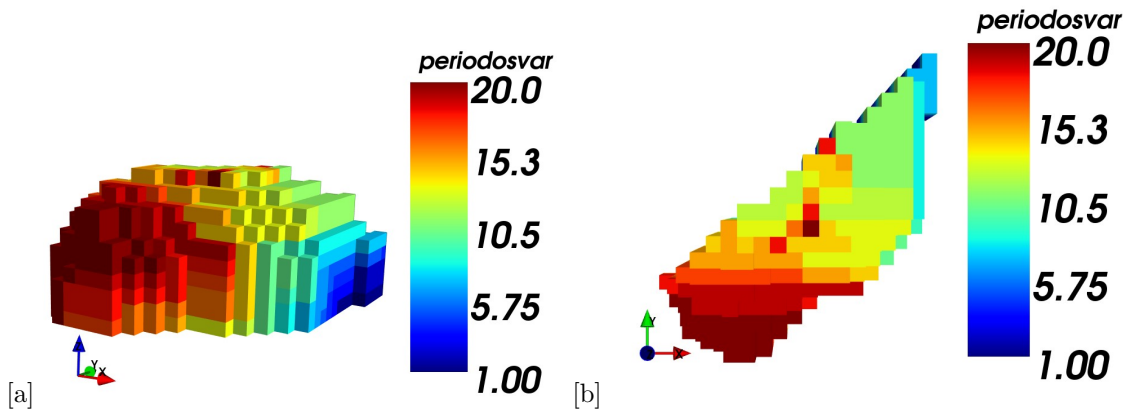 periodosvar
20.0
15.3
10.5
5.75
1.00
Y
X
[a]
periodosvar
20.0
15.3
10.5
5.75
1.00
Y
X
[b]